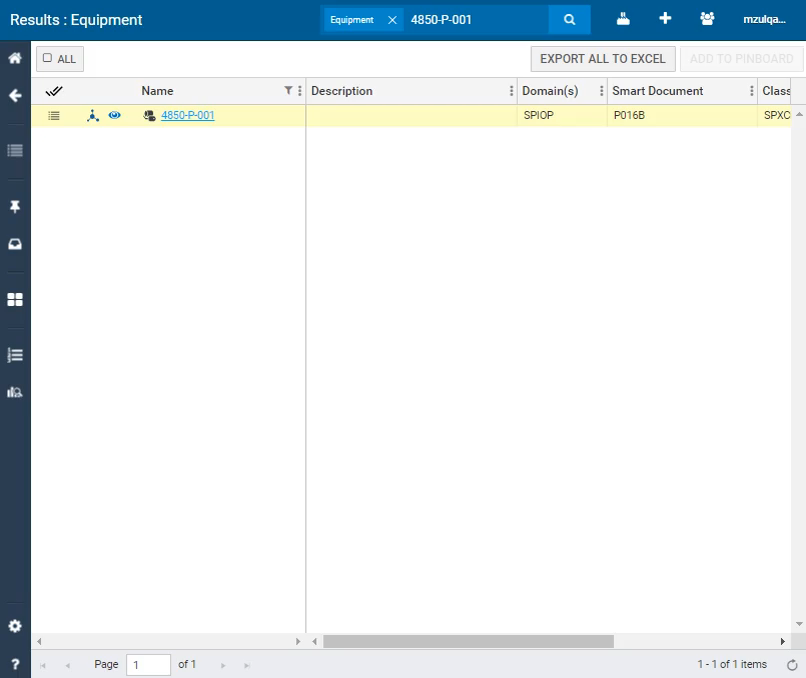 Results : Equipment
Equipment
4850-P-001
mzulqa...
ALL
EXPORT ALL TO EXCEL
ADD TO PINBOARD
Name
Description
Domain(s)
Smart Document
Class
4850-P-001
SPIOP
P016B
SPXC
Page
1
of 1
1 - 1 of 1 items
?